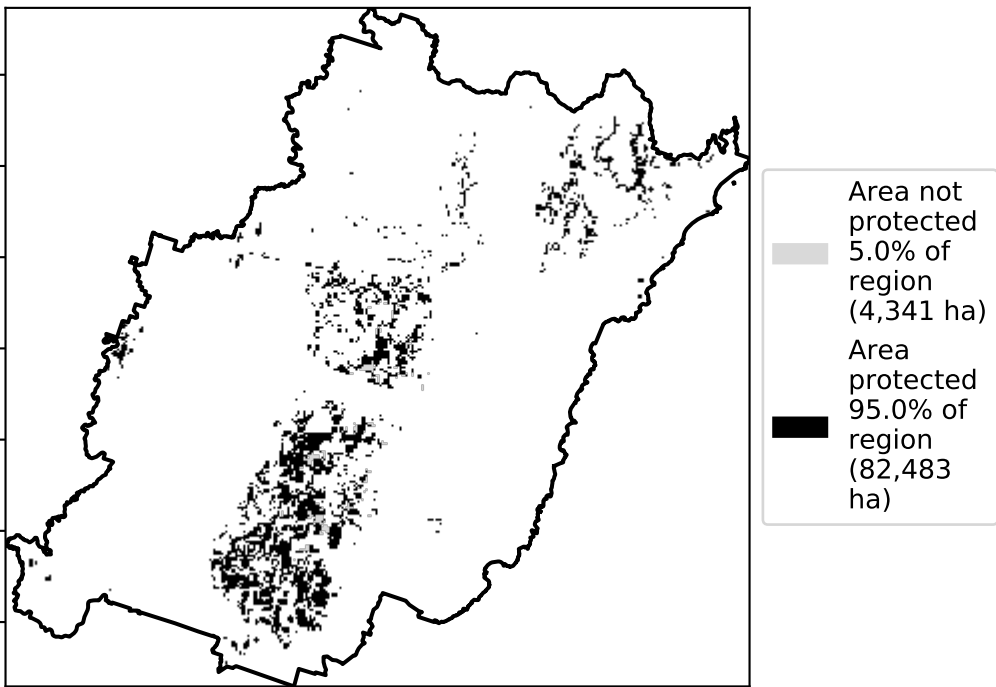 Area not
protected
5.0% of
region
(4,341 ha)
Area
protected
95.0% of
region
(82,483
ha)